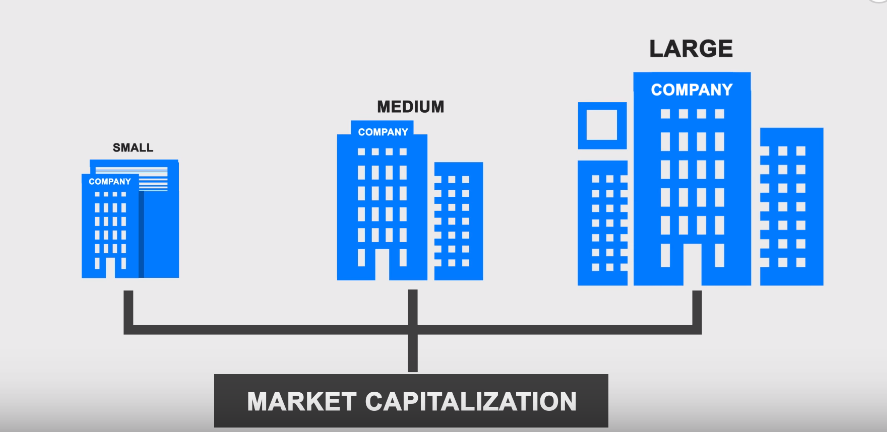 SMALL
COMPANY
MEDIUM
COMPANY
LARGE
COMPANY
MARKET CAPITALIZATION